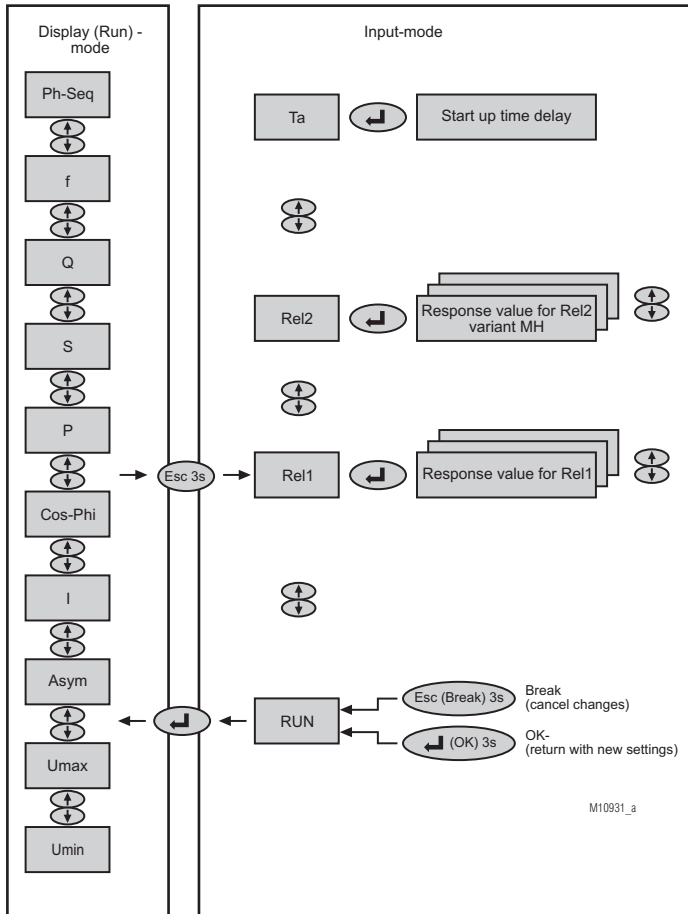 Display (Run) -
mode
Ph-Seq
f
Q
S
P
Cos-Phi
I
Asym
Umax
Umin
Esc 3s
Input-mode
Ta
Start up time delay
Rel2
Response value for Rel2
variant MH
Rel1
Response value for Rel1
RUN
Esc (Break) 3s
Break
(cancel changes)
(OK) 3s
OK-
(return with new settings)
M10931_a